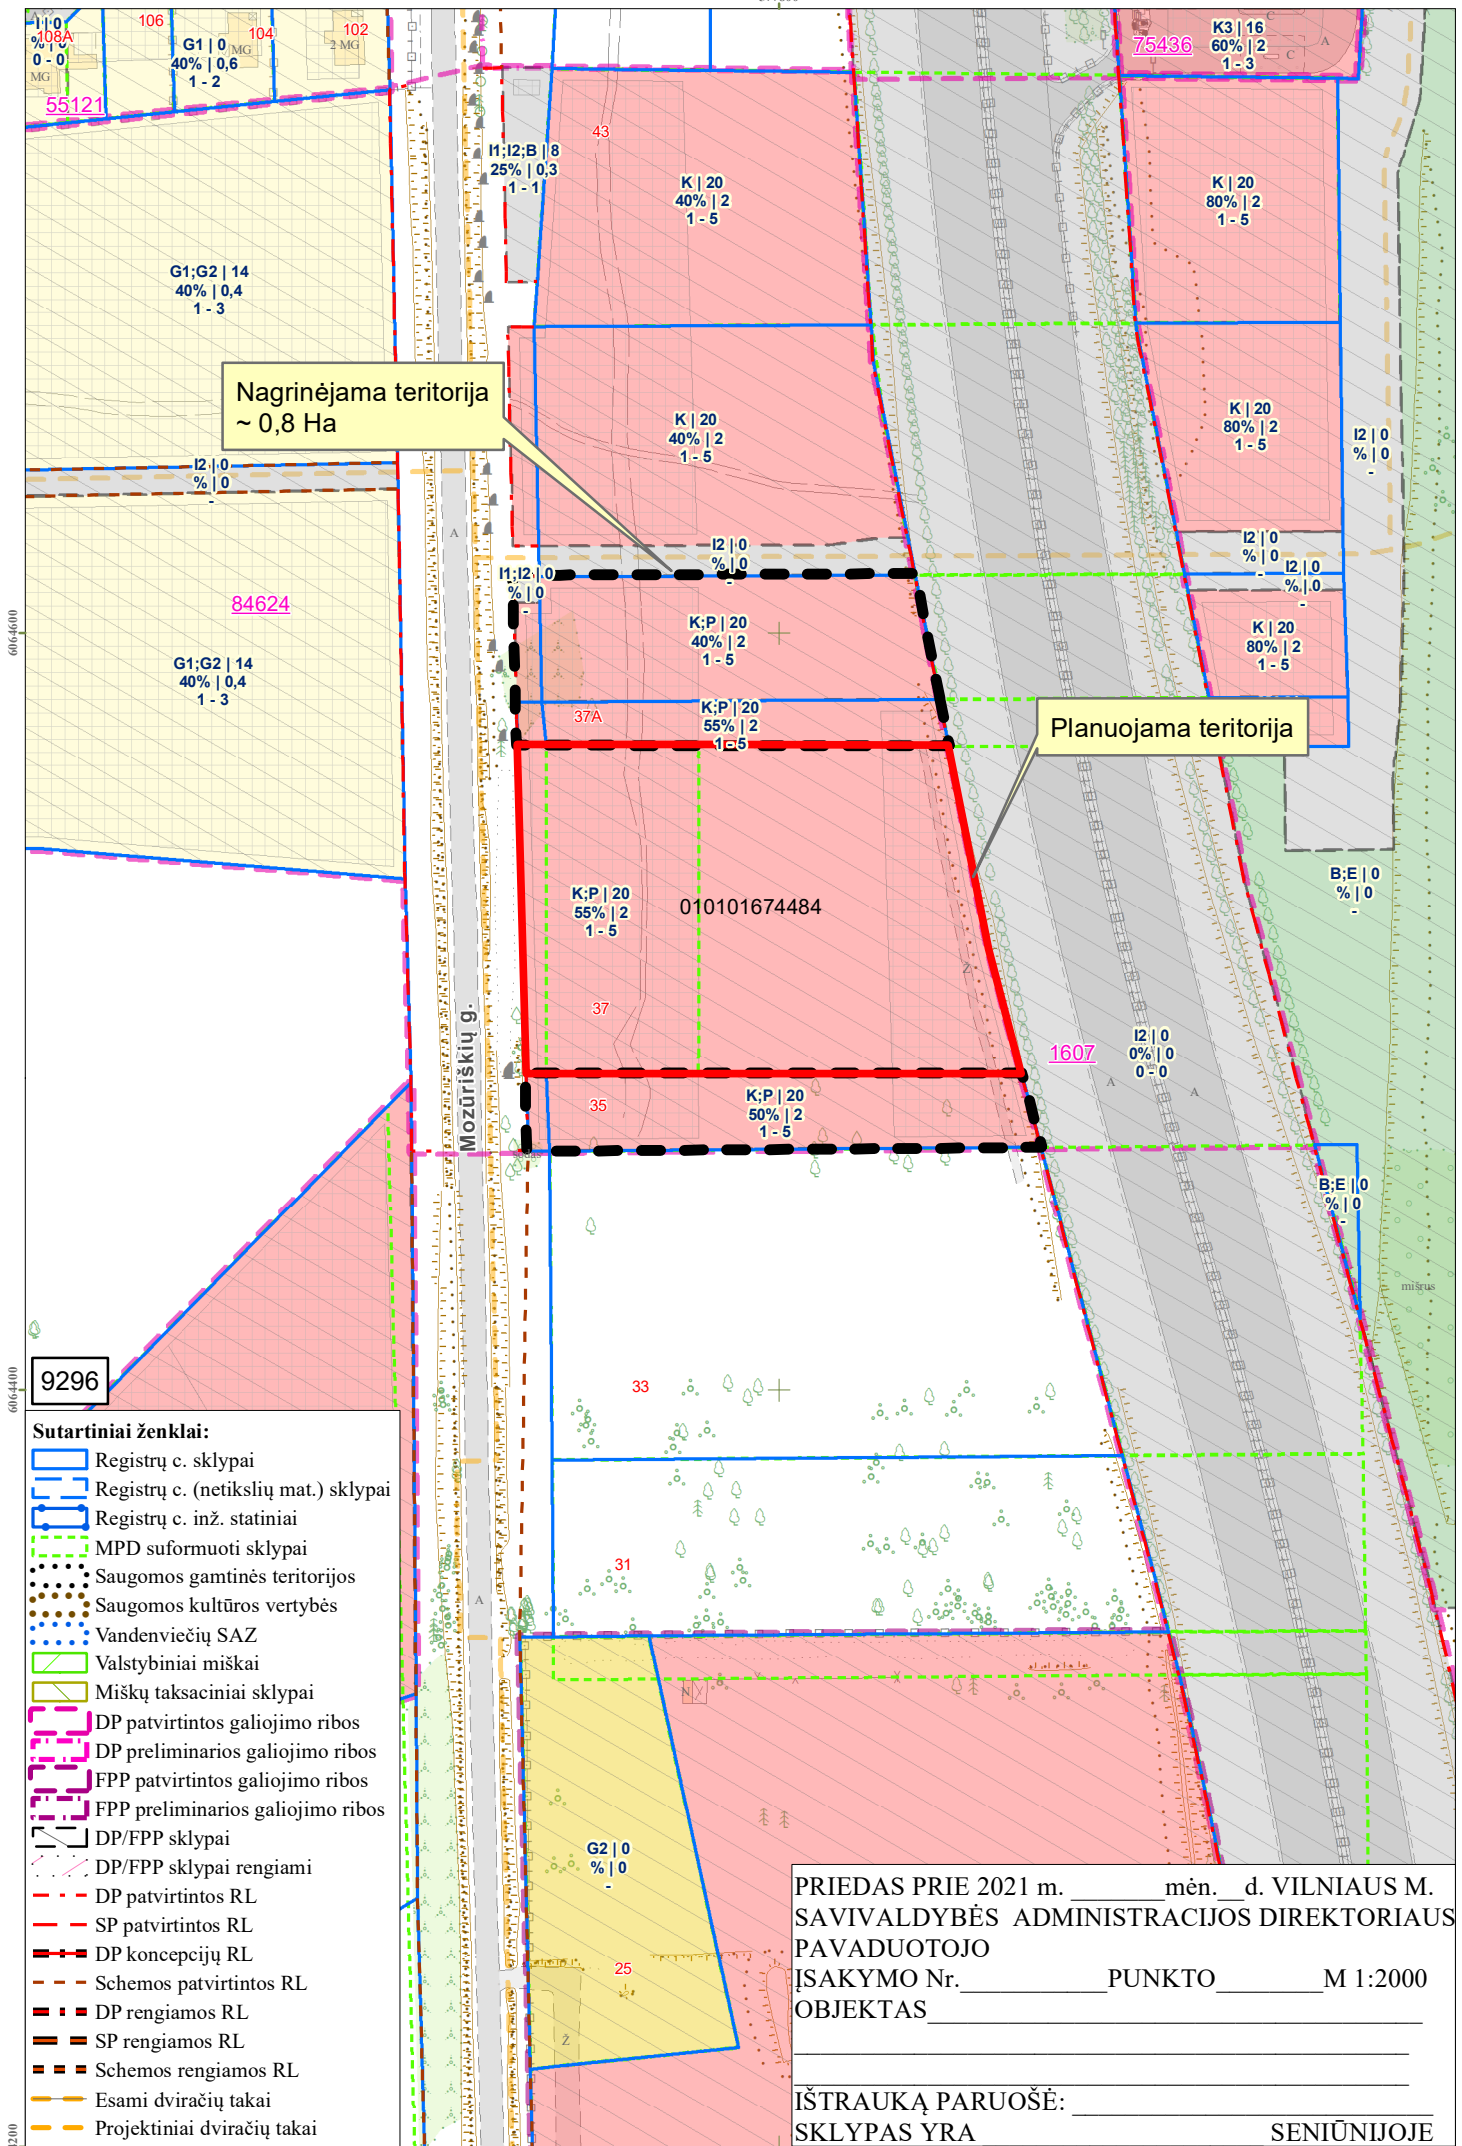 106
108A
0 - 0
MG
55121
G1 | 0
40% | 0,6
1 - 2
MG
104
102
2 MG
75436
K3 | 16
60% | 2
1 - 3
C
C
A
I1;I2;B | 8
25% | 0,3
1 - 1
43
K | 20
40% | 2
1 - 5
K | 20
80% | 2
1 - 5
G1;G2 | 14
40% | 0,4
1 - 3
Nagrinėjama teritorija
~ 0,8 Ha
K | 20
40% | 2
1 - 5
K | 20
80% | 2
1 - 5
I2 | 0
% | 0
-
I2 | 0
% | 0
-
A
I2 | 0
% | 0
-
I2 | 0
% | 0
-
I2 | 0
% | 0
-
I1;I2 | 0
% | 0
-
84624
6064600
K;P | 20
40% | 2
1 - 5
K | 20
80% | 2
1 - 5
G1;G2 | 14
40% | 0,4
1 - 3
37A
K;P | 20
55% | 2
1 - 5
Planuojama teritorija
K;P | 20
55% | 2
1 - 5
010101674484
B;E | 0
% | 0
-
Ž
37
Mozūriškių g.
1607
I2 | 0
0% | 0
0 - 0
A
A
35
K;P | 20
50% | 2
1 - 5
B;E | 0
% | 0
-
mišrus
33
6064400
9296
31
A
N
G2 | 0
% | 0
-
25
Ž
Sutartiniai ženklai:
Registrų c. sklypai
Registrų c. (netikslių mat.) sklypai
Registrų c. inž. statiniai
MPD suformuoti sklypai
Saugomos gamtinės teritorijos
Saugomos kultūros vertybės
Vandenviečių SAZ
Valstybiniai miškai
Miškų taksaciniai sklypai
DP patvirtintos galiojimo ribos
DP preliminarios galiojimo ribos
FPP patvirtintos galiojimo ribos
FPP preliminarios galiojimo ribos
DP/FPP sklypai
DP/FPP sklypai rengiami
DP patvirtintos RL
SP patvirtintos RL
DP koncepcijų RL
Schemos patvirtintos RL
DP rengiamos RL
SP rengiamos RL
Schemos rengiamos RL
Esami dviračių takai
Projektiniai dviračių takai
PRIEDAS PRIE 2021 m. _______mėn.__d. VILNIAUS M.
SAVIVALDYBĖS ADMINISTRACIJOS DIREKTORIAUS
PAVADUOTOJO
ĮSAKYMO Nr.___________PUNKTO________M 1:2000
OBJEKTAS_____________________________________
IŠTRAUKĄ PARUOŠĖ: ___________________________
SKLYPAS YRA _____________________ SENIŪNIJOJE